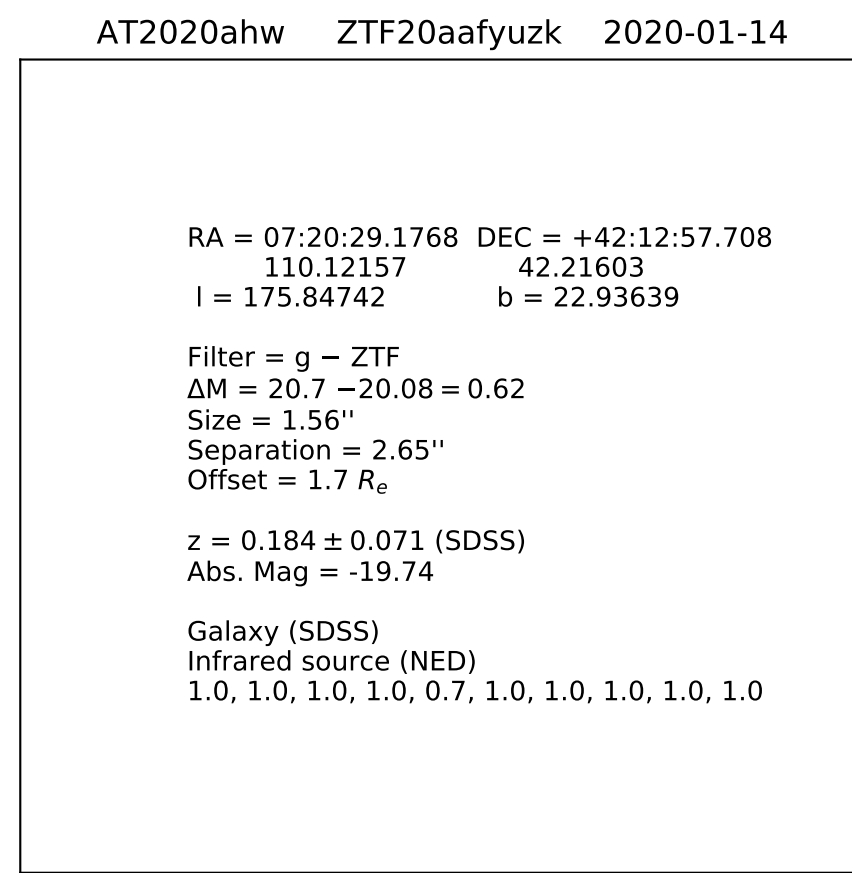 AT2020ahw ZTF20aafyuzk 2020-01-14
RA = 07:20:29.1768 DEC = +42:12:57.708
110.12157 42.21603
l = 175.84742 b = 22.93639
Filter = g − ZTF
ΔM = 20.7 −20.08 = 0.62
Size = 1.56''
Separation = 2.65''
Offset = 1.7 Rₑ
z = 0.184 ± 0.071 (SDSS)
Abs. Mag = -19.74
Galaxy (SDSS)
Infrared source (NED)
1.0, 1.0, 1.0, 1.0, 0.7, 1.0, 1.0, 1.0, 1.0, 1.0